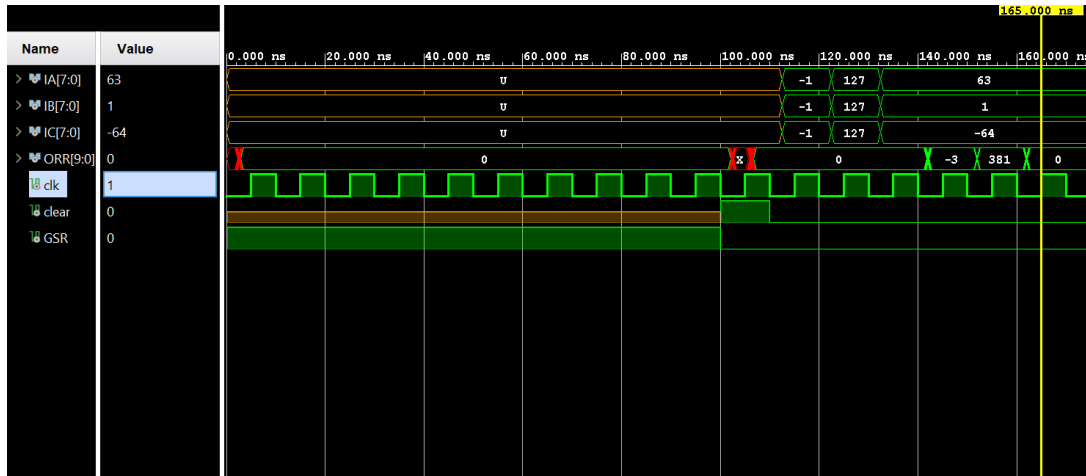 165.000 ns
Name Value
0.000 ns 20.000 ns 40.000 ns 60.000 ns 80.000 ns 100.000 ns 120.000 ns 140.000 ns 160.000 ns
IA[7:0] 63 U -1 127 63
IB[7:0] 1 U -1 127 1
IC[7:0] -64 U -1 127 -64
ORR[9:0] 0 0 X 0 -3 381 0
clk 1
clear 0
GSR 0